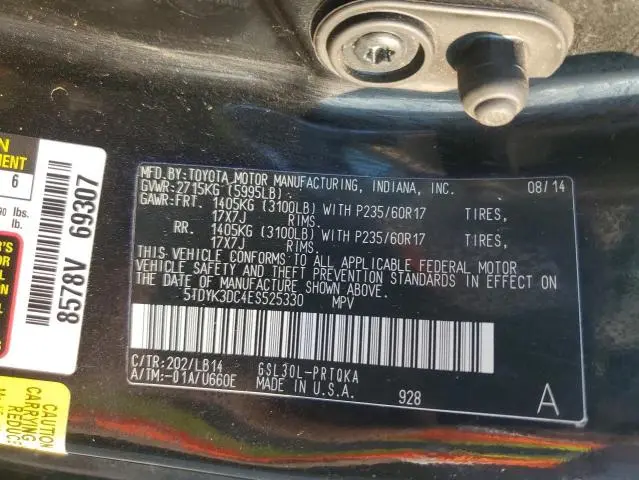 MFD.BY:TOYOTA MOTOR MANUFACTURING, INDIANA, INC. 08/14
GVWR:2715KG (5995LB)
GAWR:FRT. 1405KG (3100LB) WITH P235/60R17 TIRES,
17X7J RIMS.
RR. 1405KG (3100LB) WITH P235/60R17 TIRES,
17X7J RIMS.
THIS VEHICLE CONFORMS TO ALL APPLICABLE FEDERAL MOTOR
VEHICLE SAFETY AND THEFT PREVENTION STANDARDS IN EFFECT ON
THE DATE OF MANUFACTURE SHOWN ABOVE.
5TDYK3DC4ES525330 MPV
C/TR:202/LB14 GSL30L-PRTQKA
A/TM:-01A/U660E MADE IN U.S.A. 928 A
8578V 69307
6
lbs.
lb.
CAUTION
CARRYING
REDUCE